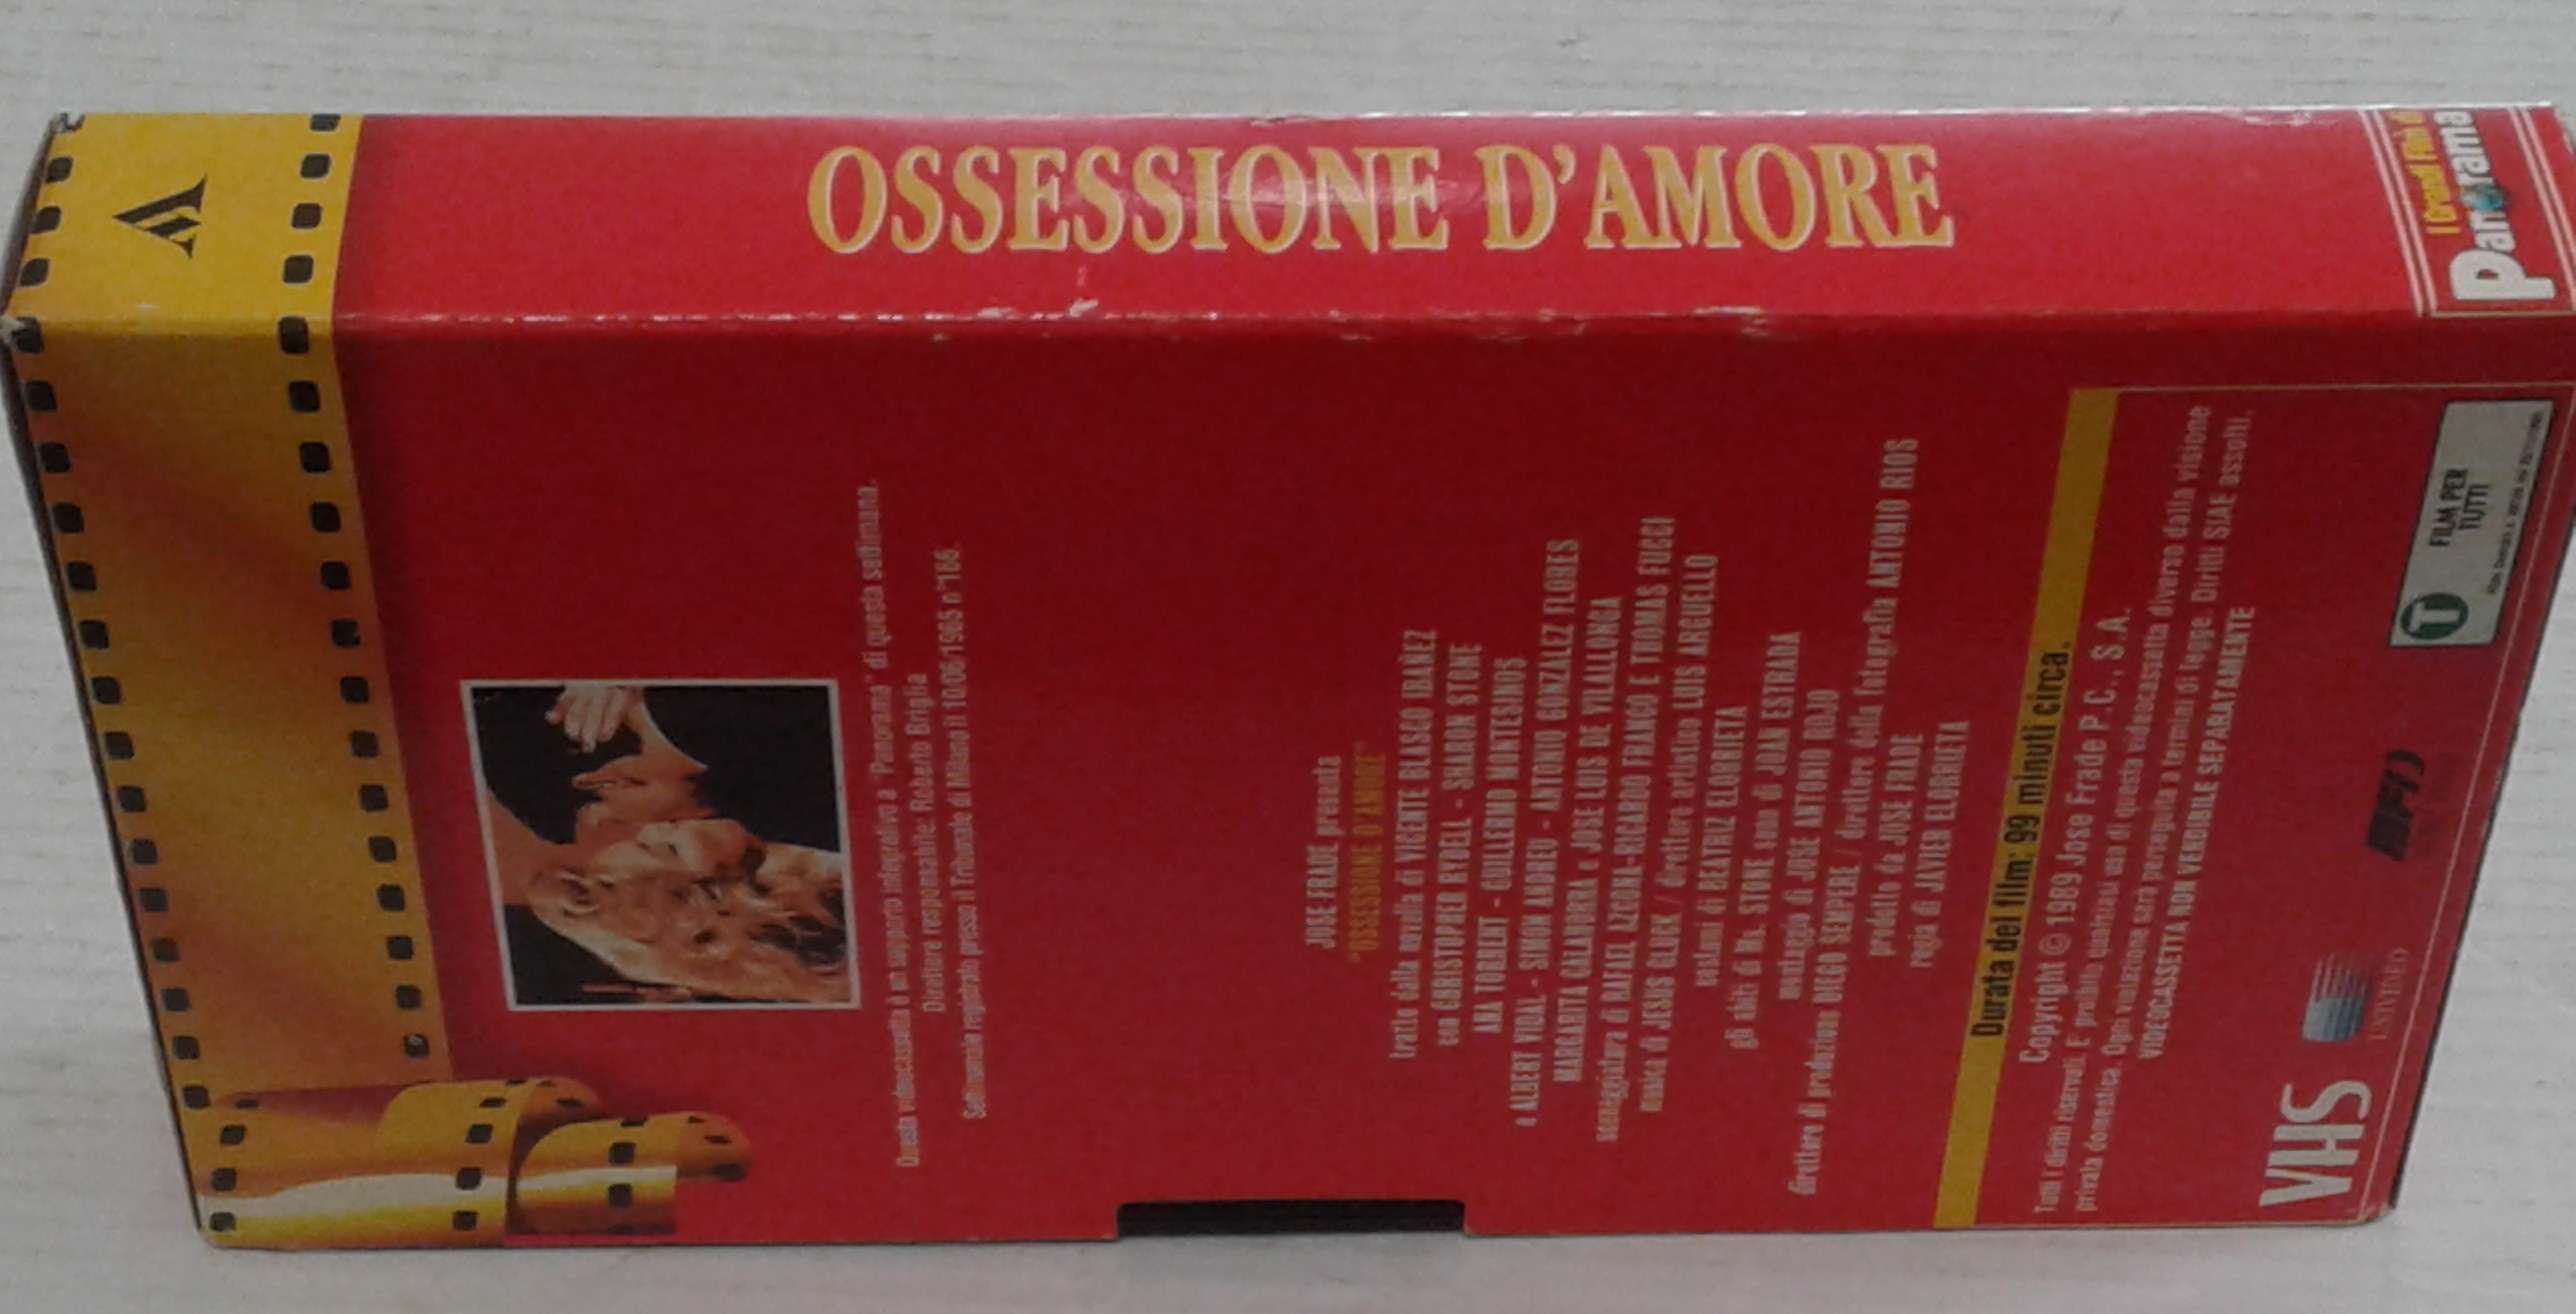 OSSESSIONE D'AMORE
I Grandi Film di
Panorama
Questa videocassetta è un supporto integrativo a "Panorama" di questa settimana.
Direttore responsabile: Roberto Briglia
Settimanale registrato presso il Tribunale di Milano il 10/06/1965 n°166.
JOSE FRADE presenta
"OSSESSIONE D'AMORE"
tratto dalla novella di VICENTE BLASCO IBAÑEZ
con CHRISTOPHER RYDELL - SHARON STONE
ANA TORRENT - GUILLERMO MONTESINOS
e ALBERT VIDAL - SIMON ANDREU - ANTONIO GONZALEZ FLORES
MARGARITA CALAHORRA e JOSE LUIS DE VILALLONGA
sceneggiatura di RAFAEL AZCONA-RICARDO FRANCO E THOMAS FUCCI
musica di JESUS GLUCK / direttore artistico LUIS ARGUELLO
costumi di BEATRIZ ELORRIETA
gli abiti di Ms. STONE sono di JUAN ESTRADA
montaggio di JOSE ANTONIO ROJO
direttore di produzione DIEGO SEMPERE / direttore della fotografia ANTONIO RIOS
prodotto da JOSE FRADE
regia di JAVIER ELORRIETA
Durata del film: 99 minuti circa.
Copyright © 1989 Jose Frade P.C., S.A.
Tutti i diritti riservati. E' proibito qualsiasi uso di questa videocassetta diverso dalla visione
privata domestica. Ogni violazione sarà perseguita a termini di legge. Diritti SIAE assolti.
VIDEOCASSETTA NON VENDIBILE SEPARATAMENTE
VHS
UNIVIDEO
T
FILM PER
TUTTI